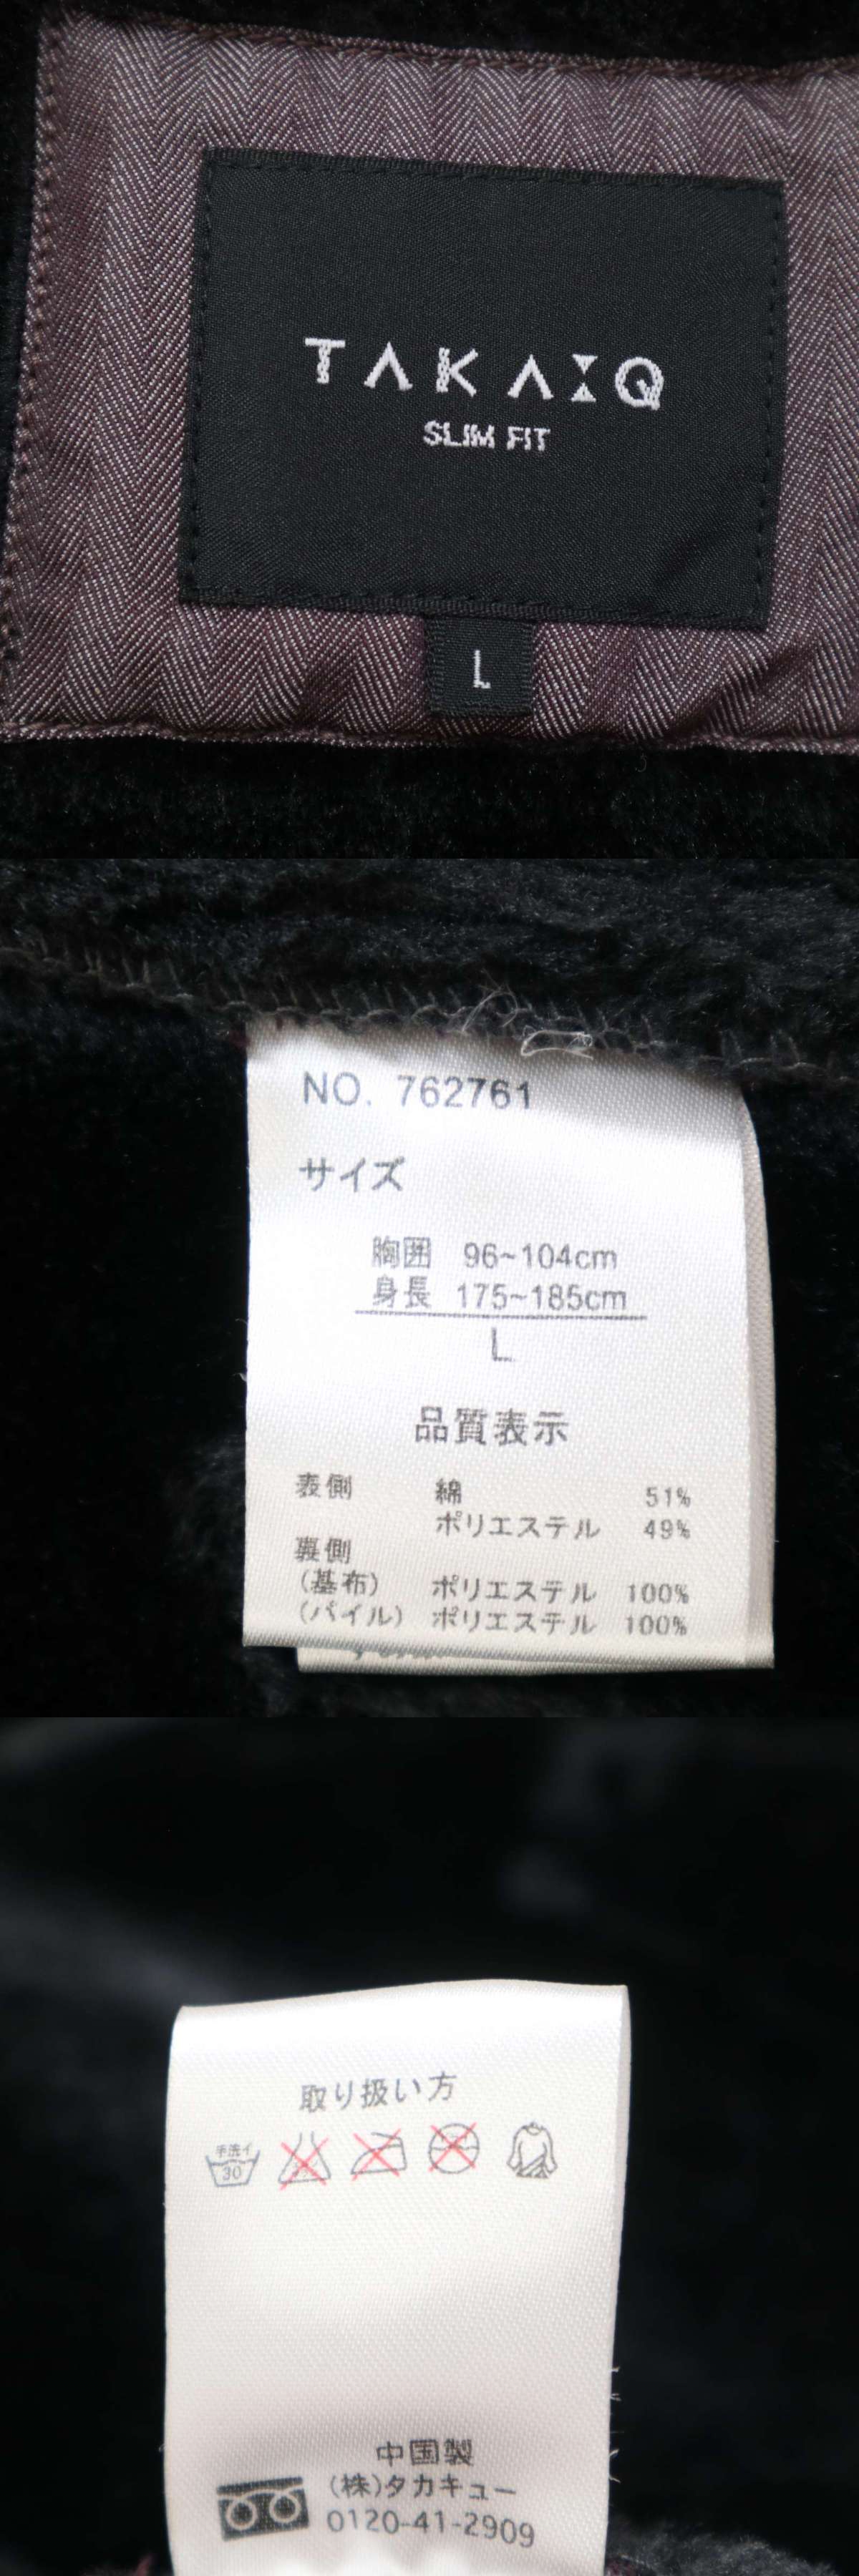 TAKA:Q
SLIM FIT
L
NO. 762761
サイズ
胸囲 96~104cm
身長 175~185cm
L
品質表示
表側 綿 51%
ポリエステル 49%
裏側
(基布) ポリエステル 100%
(パイル) ポリエステル 100%
取り扱い方
手洗イ
30
中国製
(株)タカキュー
0120-41-2909